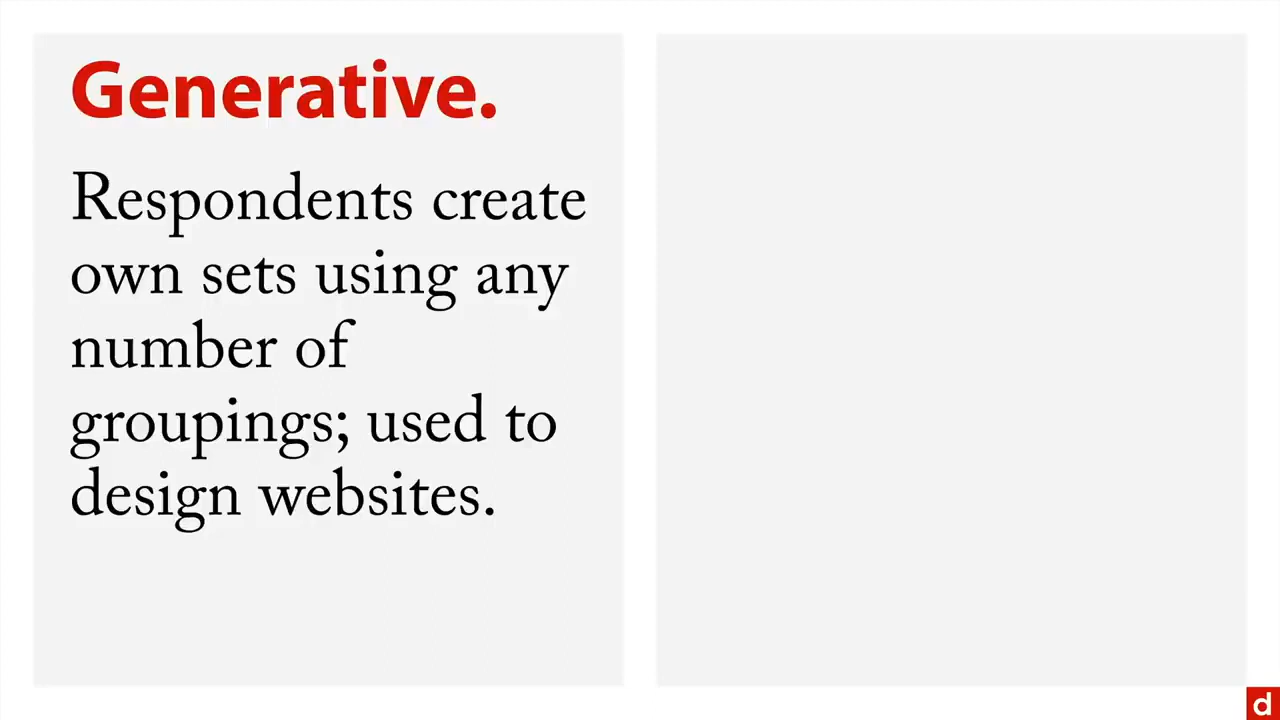 Generative.
Respondents create
own sets using any
number of
groupings; used to
design websites.
d